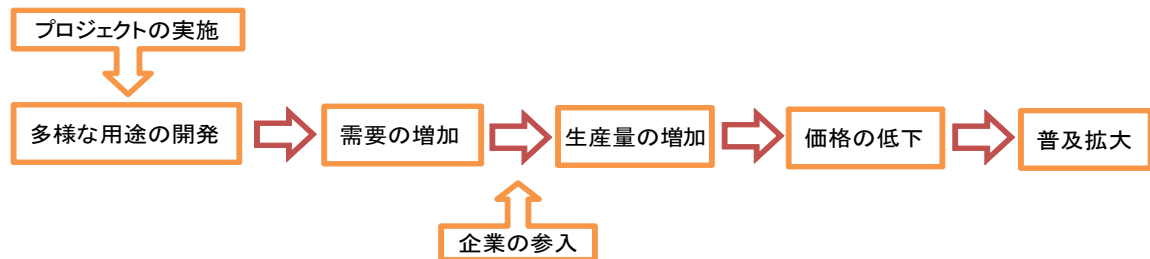 プロジェクトの実施
多様な用途の開発
需要の増加
生産量の増加
価格の低下
普及拡大
企業の参入